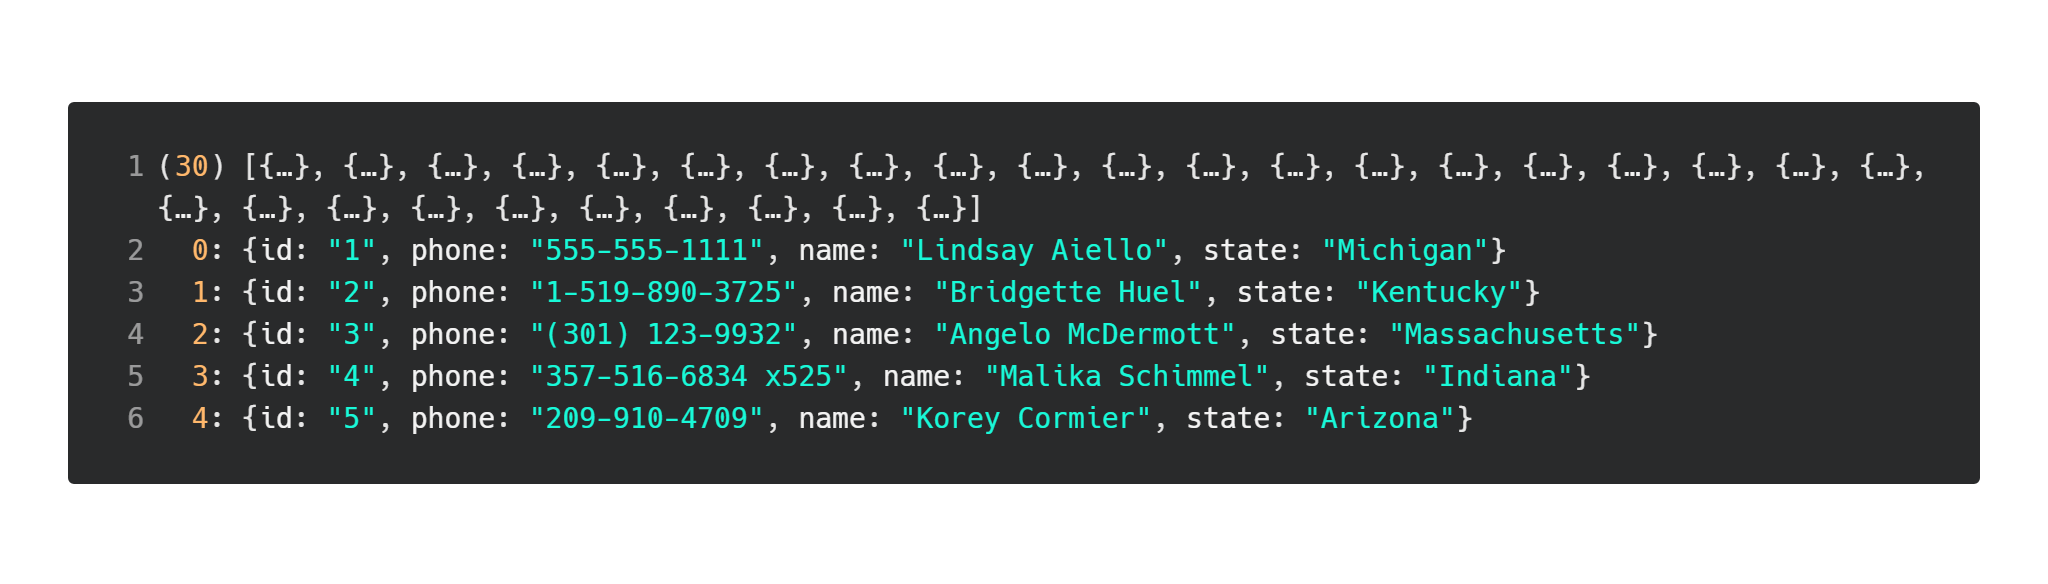 1 (30) [{…}, {…}, {…}, {…}, {…}, {…}, {…}, {…}, {…}, {…}, {…}, {…}, {…}, {…}, {…}, {…}, {…}, {…}, {…}, {…},
{…}, {…}, {…}, {…}, {…}, {…}, {…}, {…}, {…}, {…}]
2 0: {id: "1", phone: "555-555-1111", name: "Lindsay Aiello", state: "Michigan"}
3 1: {id: "2", phone: "1-519-890-3725", name: "Bridgette Huel", state: "Kentucky"}
4 2: {id: "3", phone: "(301) 123-9932", name: "Angelo McDermott", state: "Massachusetts"}
5 3: {id: "4", phone: "357-516-6834 x525", name: "Malika Schimmel", state: "Indiana"}
6 4: {id: "5", phone: "209-910-4709", name: "Korey Cormier", state: "Arizona"}